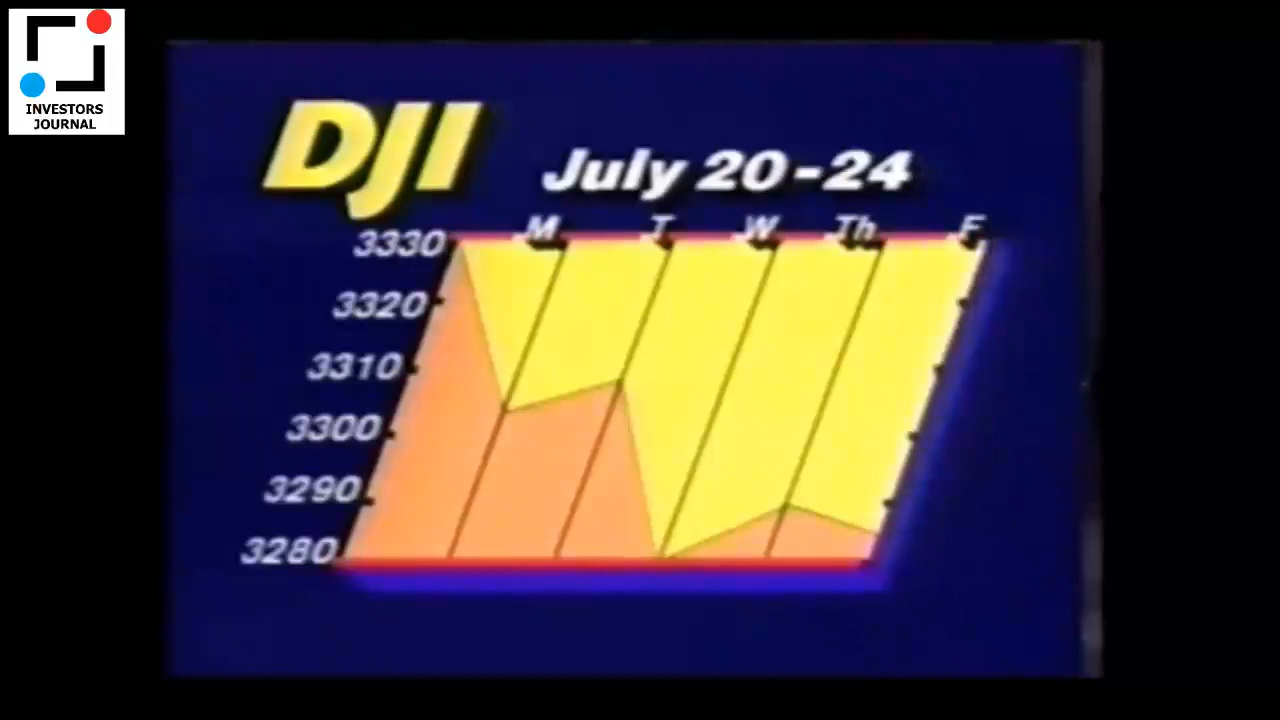 INVESTORS
JOURNAL
DJI
July 20-24
M T W Th F
3330
3320
3310
3300
3290
3280